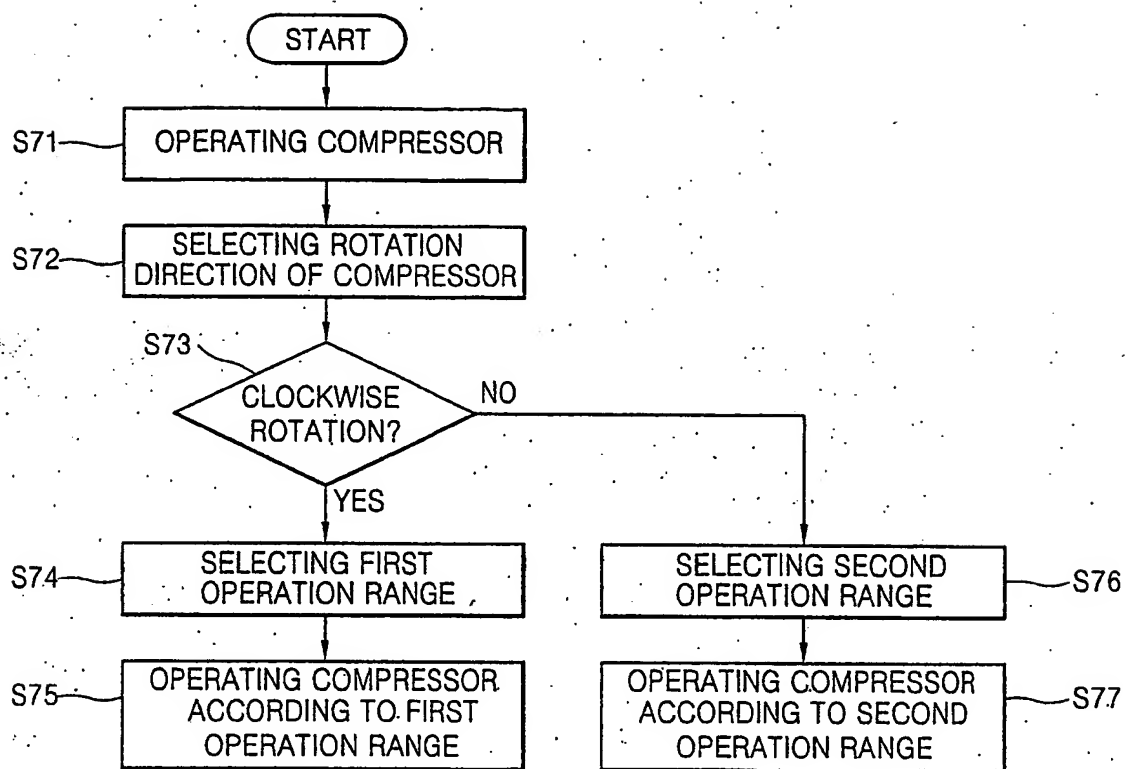 START
S71
OPERATING COMPRESSOR
S72
SELECTING ROTATION
DIRECTION OF COMPRESSOR
S73
CLOCKWISE
ROTATION?
NO
YES
S74
SELECTING FIRST
OPERATION RANGE
SELECTING SECOND
OPERATION RANGE
S76
S75
OPERATING COMPRESSOR
ACCORDING TO FIRST
OPERATION RANGE
OPERATING COMPRESSOR
ACCORDING TO SECOND
OPERATION RANGE
S77